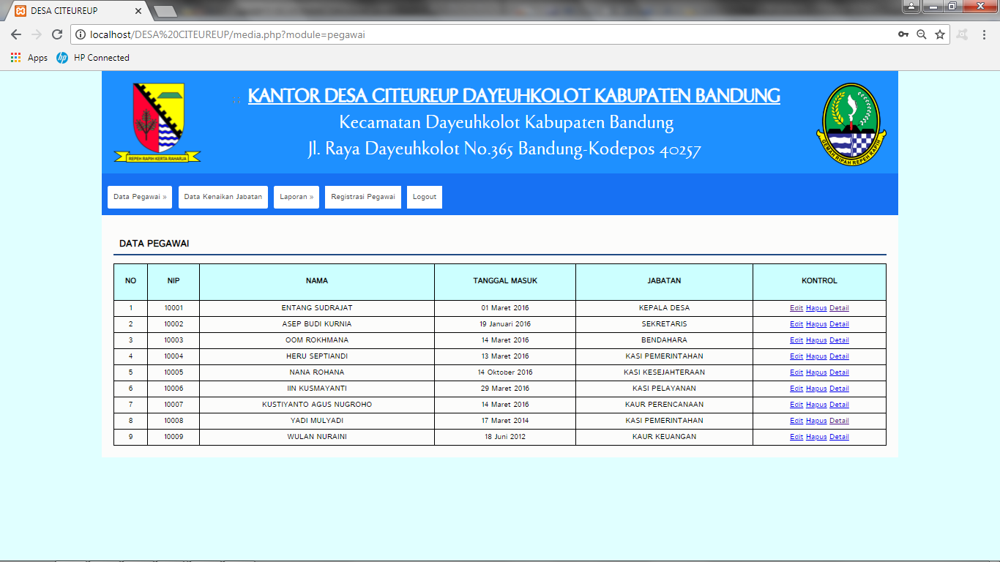 DESA CITEUREUP
localhost/DESA%20CITEUREUP/media.php?module=pegawai
Apps HP Connected
KANTOR DESA CITEUREUP DAYEUHKOLOT KABUPATEN BANDUNG
Kecamatan Dayeuhkolot Kabupaten Bandung
Jl. Raya Dayeuhkolot No.365 Bandung-Kodepos 40257
REPEH RAPIH KERTA RAHARJA
GEMAH RIPAH REPEH RAPIH
Data Pegawai » Data Kenaikan Jabatan Laporan » Registrasi Pegawai Logout
DATA PEGAWAI
NO NIP NAMA TANGGAL MASUK JABATAN KONTROL
1 10001 ENTANG SUDRAJAT 01 Maret 2016 KEPALA DESA Edit Hapus Detail
2 10002 ASEP BUDI KURNIA 19 Januari 2016 SEKRETARIS Edit Hapus Detail
3 10003 OOM ROKHMANA 14 Maret 2016 BENDAHARA Edit Hapus Detail
4 10004 HERU SEPTIANDI 13 Maret 2016 KASI PEMERINTAHAN Edit Hapus Detail
5 10005 NANA ROHANA 14 Oktober 2016 KASI KESEJAHTERAAN Edit Hapus Detail
6 10006 IIN KUSMAYANTI 29 Maret 2016 KASI PELAYANAN Edit Hapus Detail
7 10007 KUSTIYANTO AGUS NUGROHO 14 Maret 2016 KAUR PERENCANAAN Edit Hapus Detail
8 10008 YADI MULYADI 17 Maret 2014 KASI PEMERINTAHAN Edit Hapus Detail
9 10009 WULAN NURAINI 18 Juni 2012 KAUR KEUANGAN Edit Hapus Detail